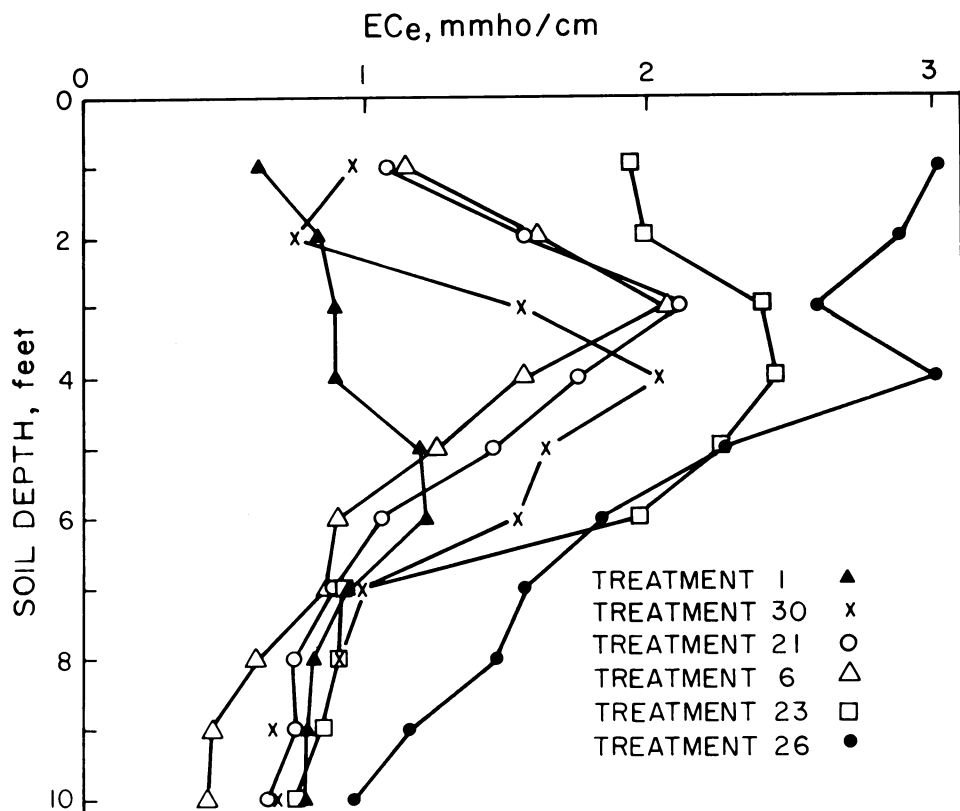 ECe, mmho/cm
0 1 2 3
0
2
4
6
8
10
SOIL DEPTH, feet
TREATMENT 1
TREATMENT 30
TREATMENT 21
TREATMENT 6
TREATMENT 23
TREATMENT 26